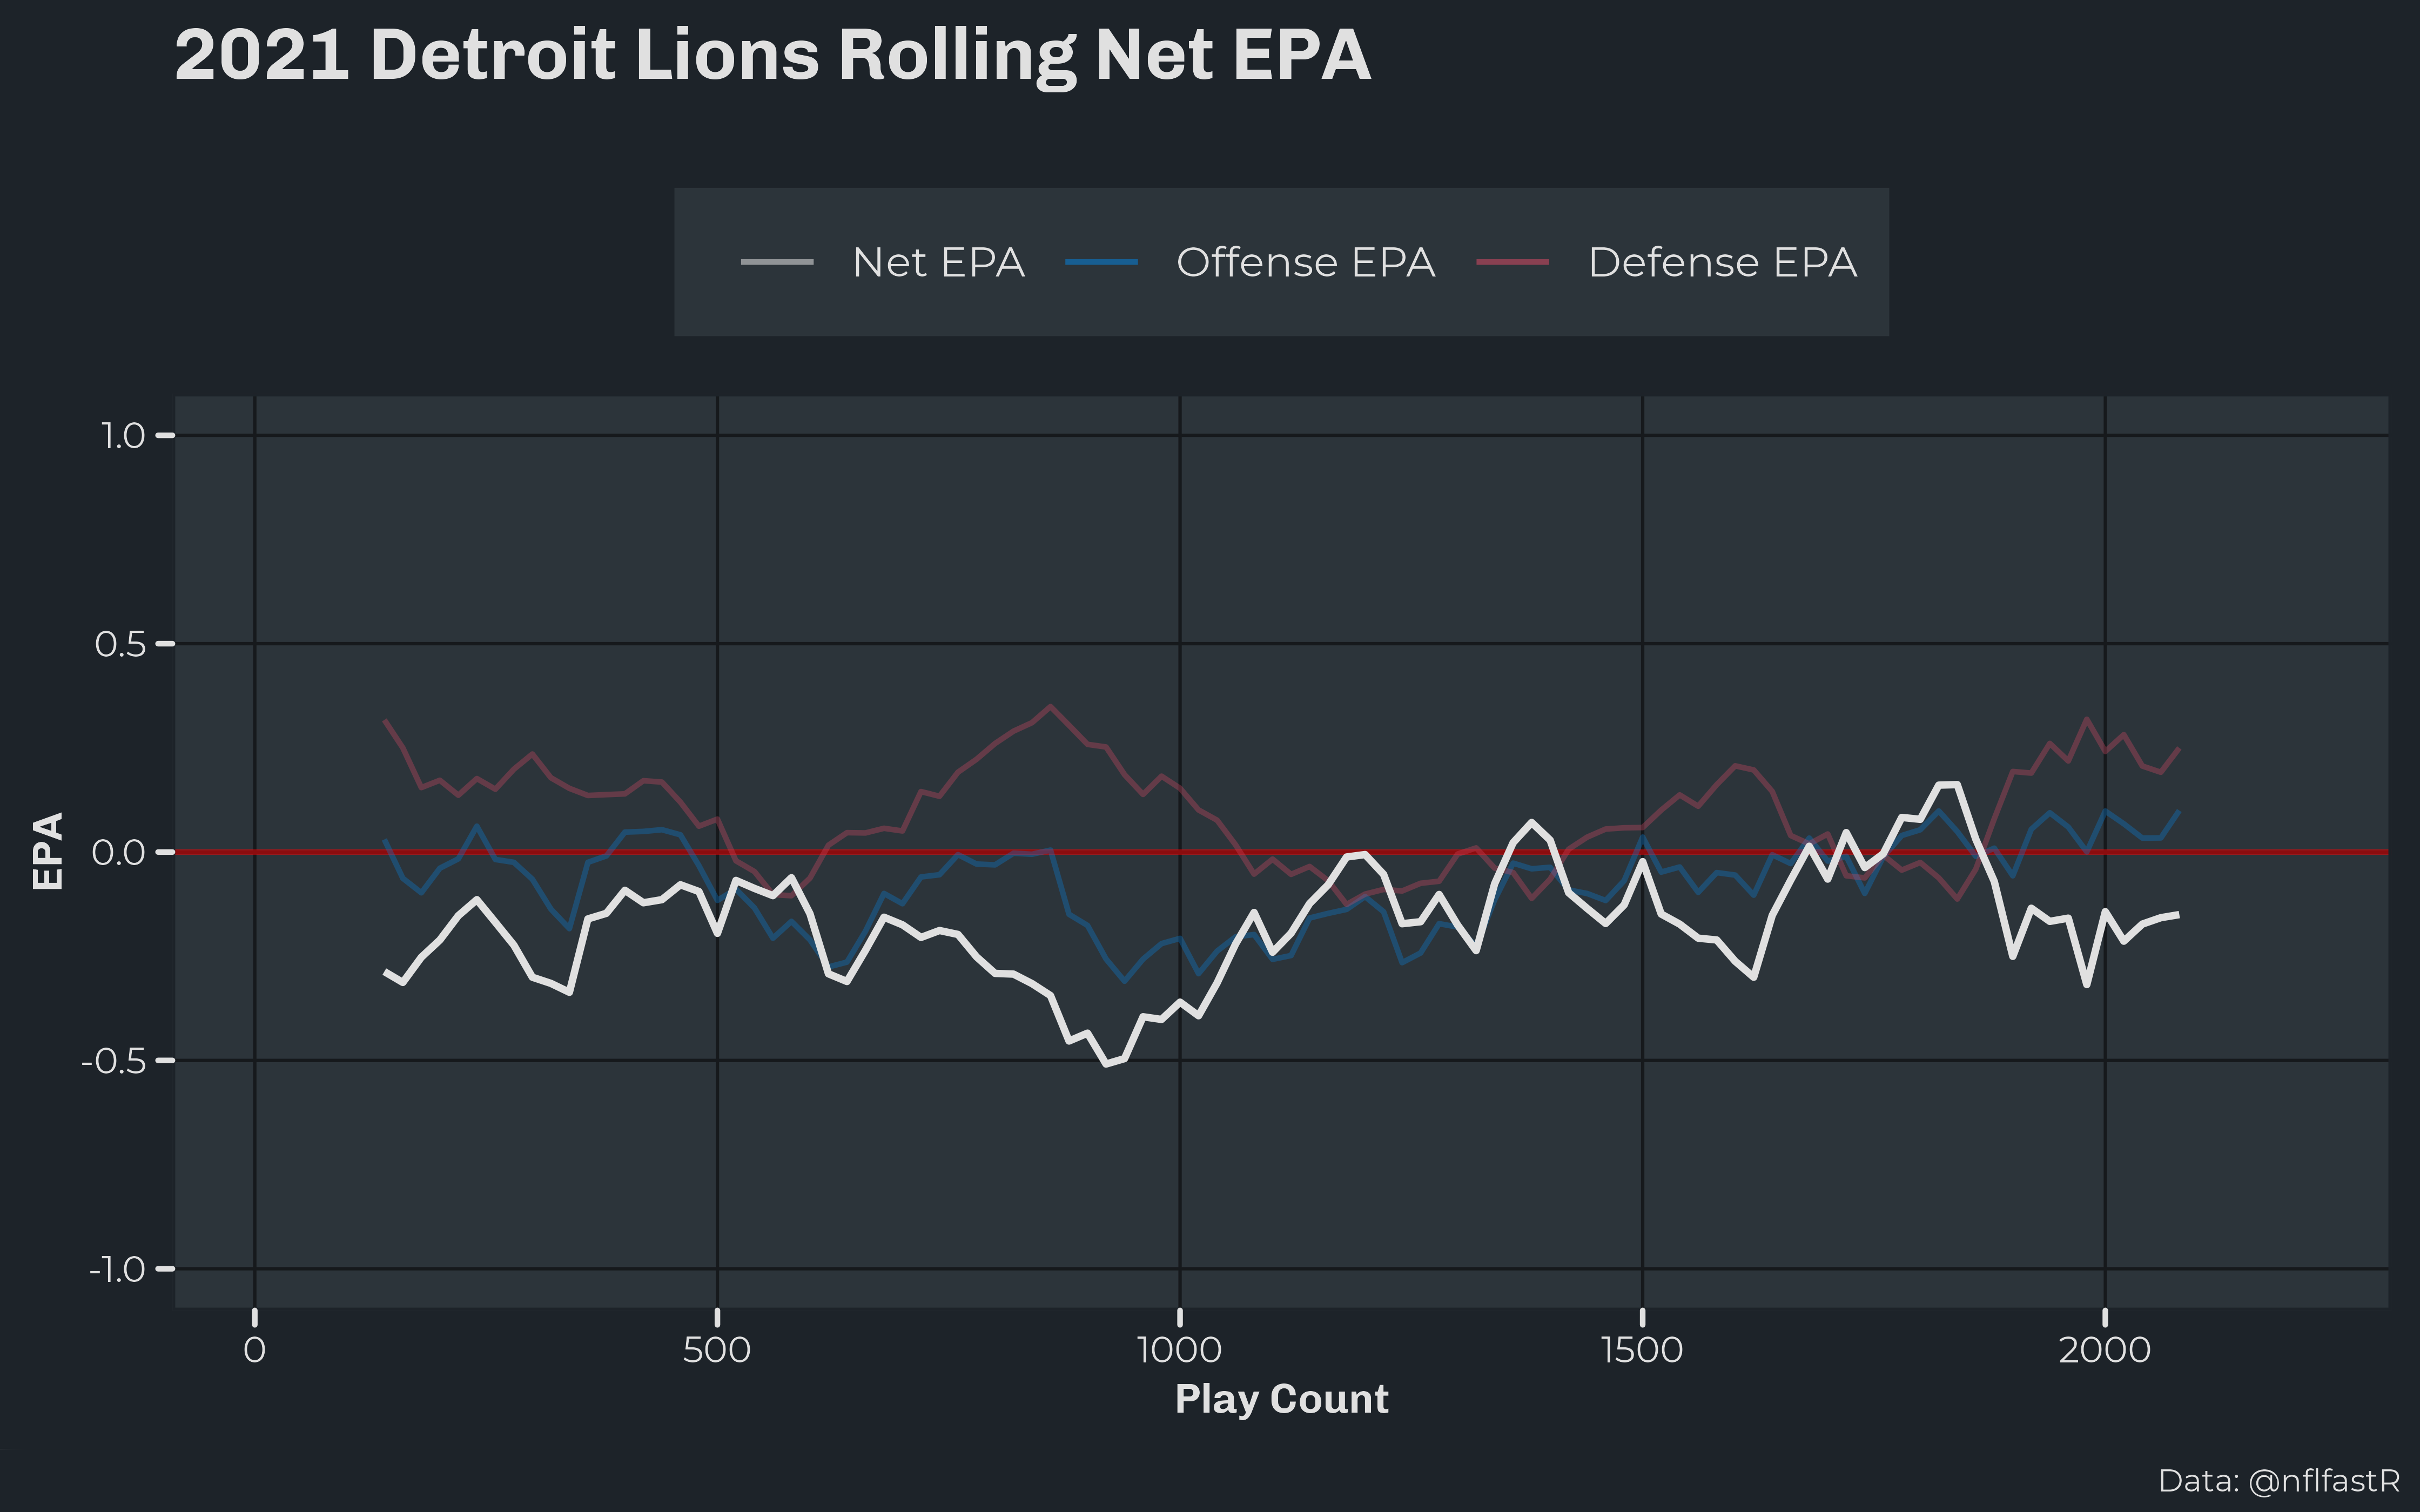 2021 Detroit Lions Rolling Net EPA
Net EPA Offense EPA Defense EPA
1.0
0.5
0.0
-0.5
-1.0
EPA
0 500 1000 1500 2000
Play Count
Data: @nflfastR